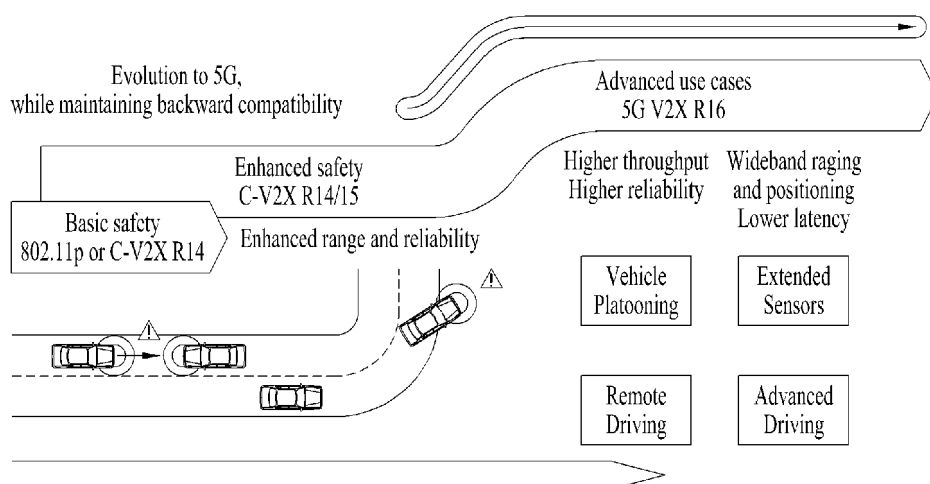 Evolution to 5G,
while maintaining backward compatibility
Advanced use cases
5G V2X R16
Enhanced safety
C-V2X R14/15
Basic safety
802.11p or C-V2X R14
Enhanced range and reliability
Higher throughput
Higher reliability
Wideband raging
and positioning
Lower latency
Vehicle
Platooning
Extended
Sensors
Remote
Driving
Advanced
Driving